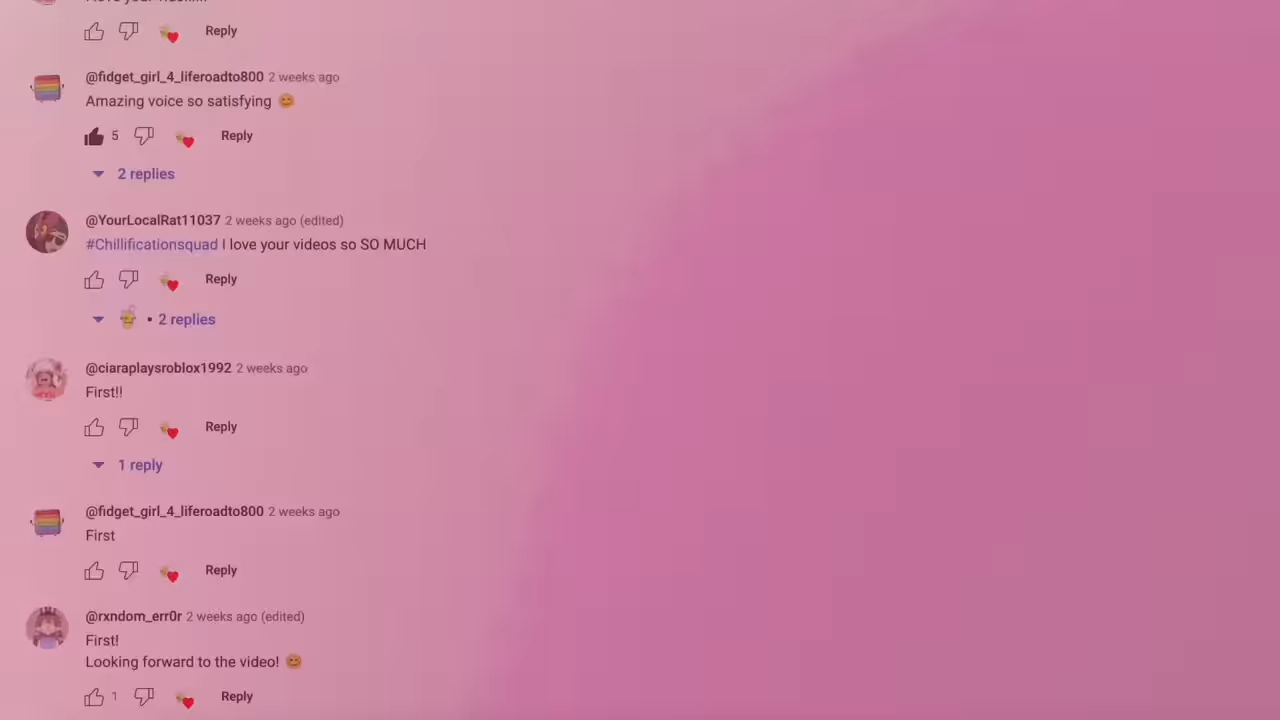 Reply
@fidget_girl_4_liferoadto800 2 weeks ago
Amazing voice so satisfying 😊
5 Reply
2 replies
@YourLocalRat11037 2 weeks ago (edited)
#Chillificationsquad I love your videos so SO MUCH
Reply
• 2 replies
@ciaraplaysroblox1992 2 weeks ago
First!!
Reply
1 reply
@fidget_girl_4_liferoadto800 2 weeks ago
First
Reply
@rxndom_err0r 2 weeks ago (edited)
First!
Looking forward to the video! 😊
1 Reply